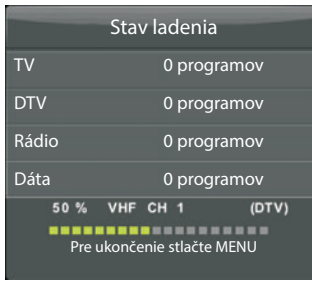 Stav ladenia
TV 0 programov
DTV 0 programov
Rádio 0 programov
Dáta 0 programov
50 % VHF CH 1 (DTV)
Pre ukončenie stlačte MENU